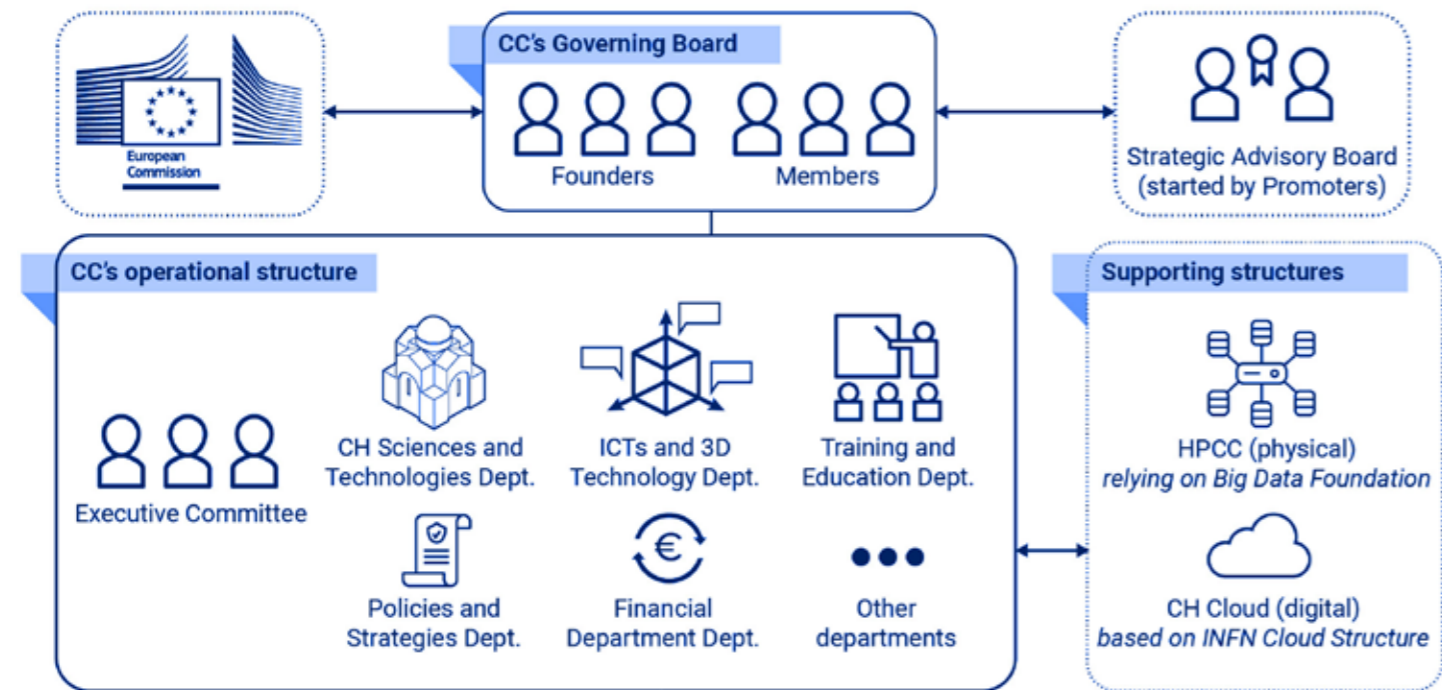 European
Commission
CC's Governing Board
Founders
Members
Strategic Advisory Board
(started by Promoters)
CC's operational structure
Executive Committee
CH Sciences and
Technologies Dept.
ICTs and 3D
Technology Dept.
Training and
Education Dept.
Policies and
Strategies Dept.
€
Financial
Department Dept.
Other
departments
Supporting structures
HPCC (physical)
relying on Big Data Foundation
CH Cloud (digital)
based on INFN Cloud Structure